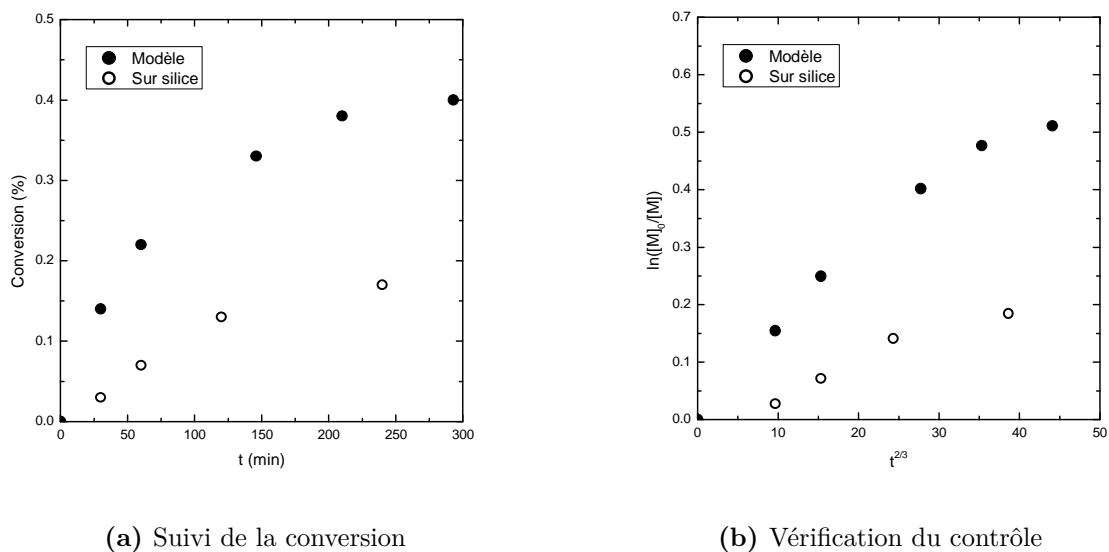 0.5
0.4
0.3
0.2
0.1
0.0
Conversion (%)
Modèle
Sur silice
0 50 100 150 200 250 300
t (min)
(a) Suivi de la conversion
0.7
0.6
0.5
0.4
0.3
0.2
0.1
0.0
ln([M]₀/[M])
Modèle
Sur silice
0 10 20 30 40 50
t^{2/3}
(b) Vérification du contrôle